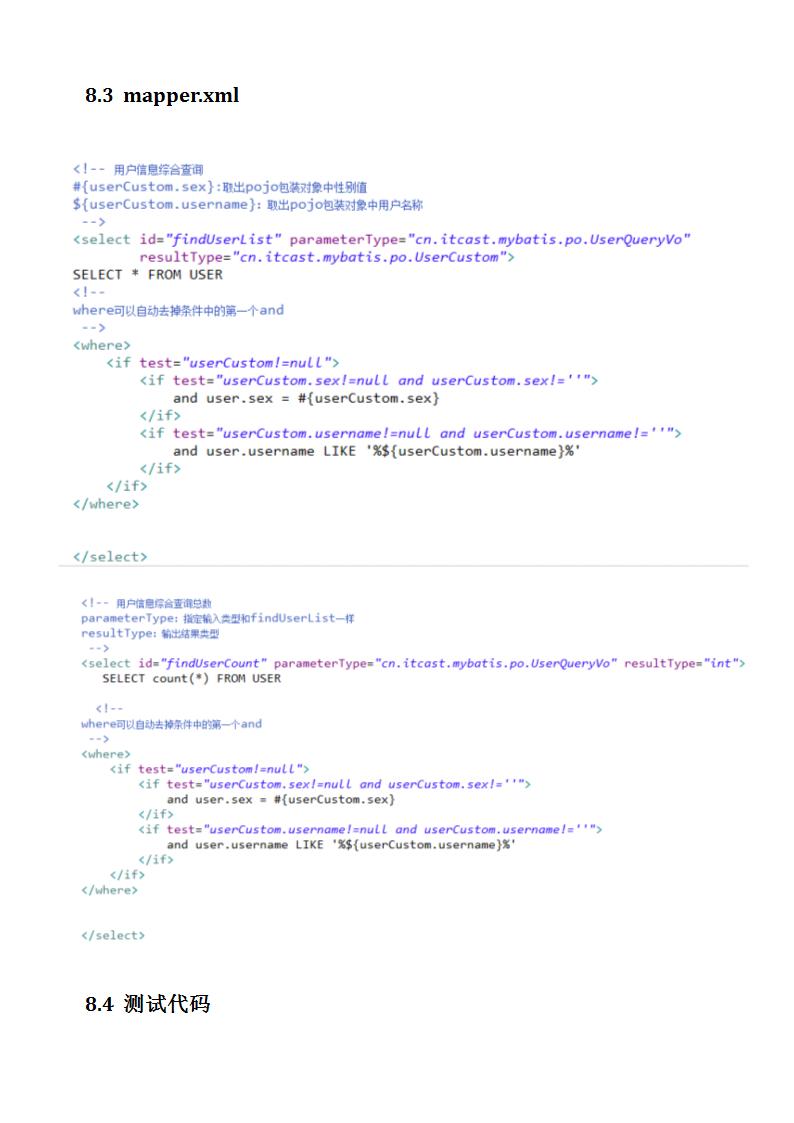 8.3 mapper.xml
<!-- 用户信息综合查询
#{userCustom.sex}:取出pojo包装对象中性别值
${userCustom.username}：取出pojo包装对象中用户名称
-->
<select id="findUserList" parameterType="cn.itcast.mybatis.po.UserQueryVo"
resultType="cn.itcast.mybatis.po.UserCustom">
SELECT * FROM USER
<!--
where可以自动去掉条件中的第一个and
-->
<where>
<if test="userCustom!=null">
<if test="userCustom.sex!=null and userCustom.sex!=''">
and user.sex = #{userCustom.sex}
</if>
<if test="userCustom.username!=null and userCustom.username!=''">
and user.username LIKE '%${userCustom.username}%'
</if>
</if>
</where>
</select>
<!-- 用户信息综合查询总数
parameterType：指定输入类型和findUserList一样
resultType：输出结果类型
-->
<select id="findUserCount" parameterType="cn.itcast.mybatis.po.UserQueryVo" resultType="int">
SELECT count(*) FROM USER
<!--
where可以自动去掉条件中的第一个and
-->
<where>
<if test="userCustom!=null">
<if test="userCustom.sex!=null and userCustom.sex!=''">
and user.sex = #{userCustom.sex}
</if>
<if test="userCustom.username!=null and userCustom.username!=''">
and user.username LIKE '%${userCustom.username}%'
</if>
</if>
</where>
</select>
8.4 测试代码